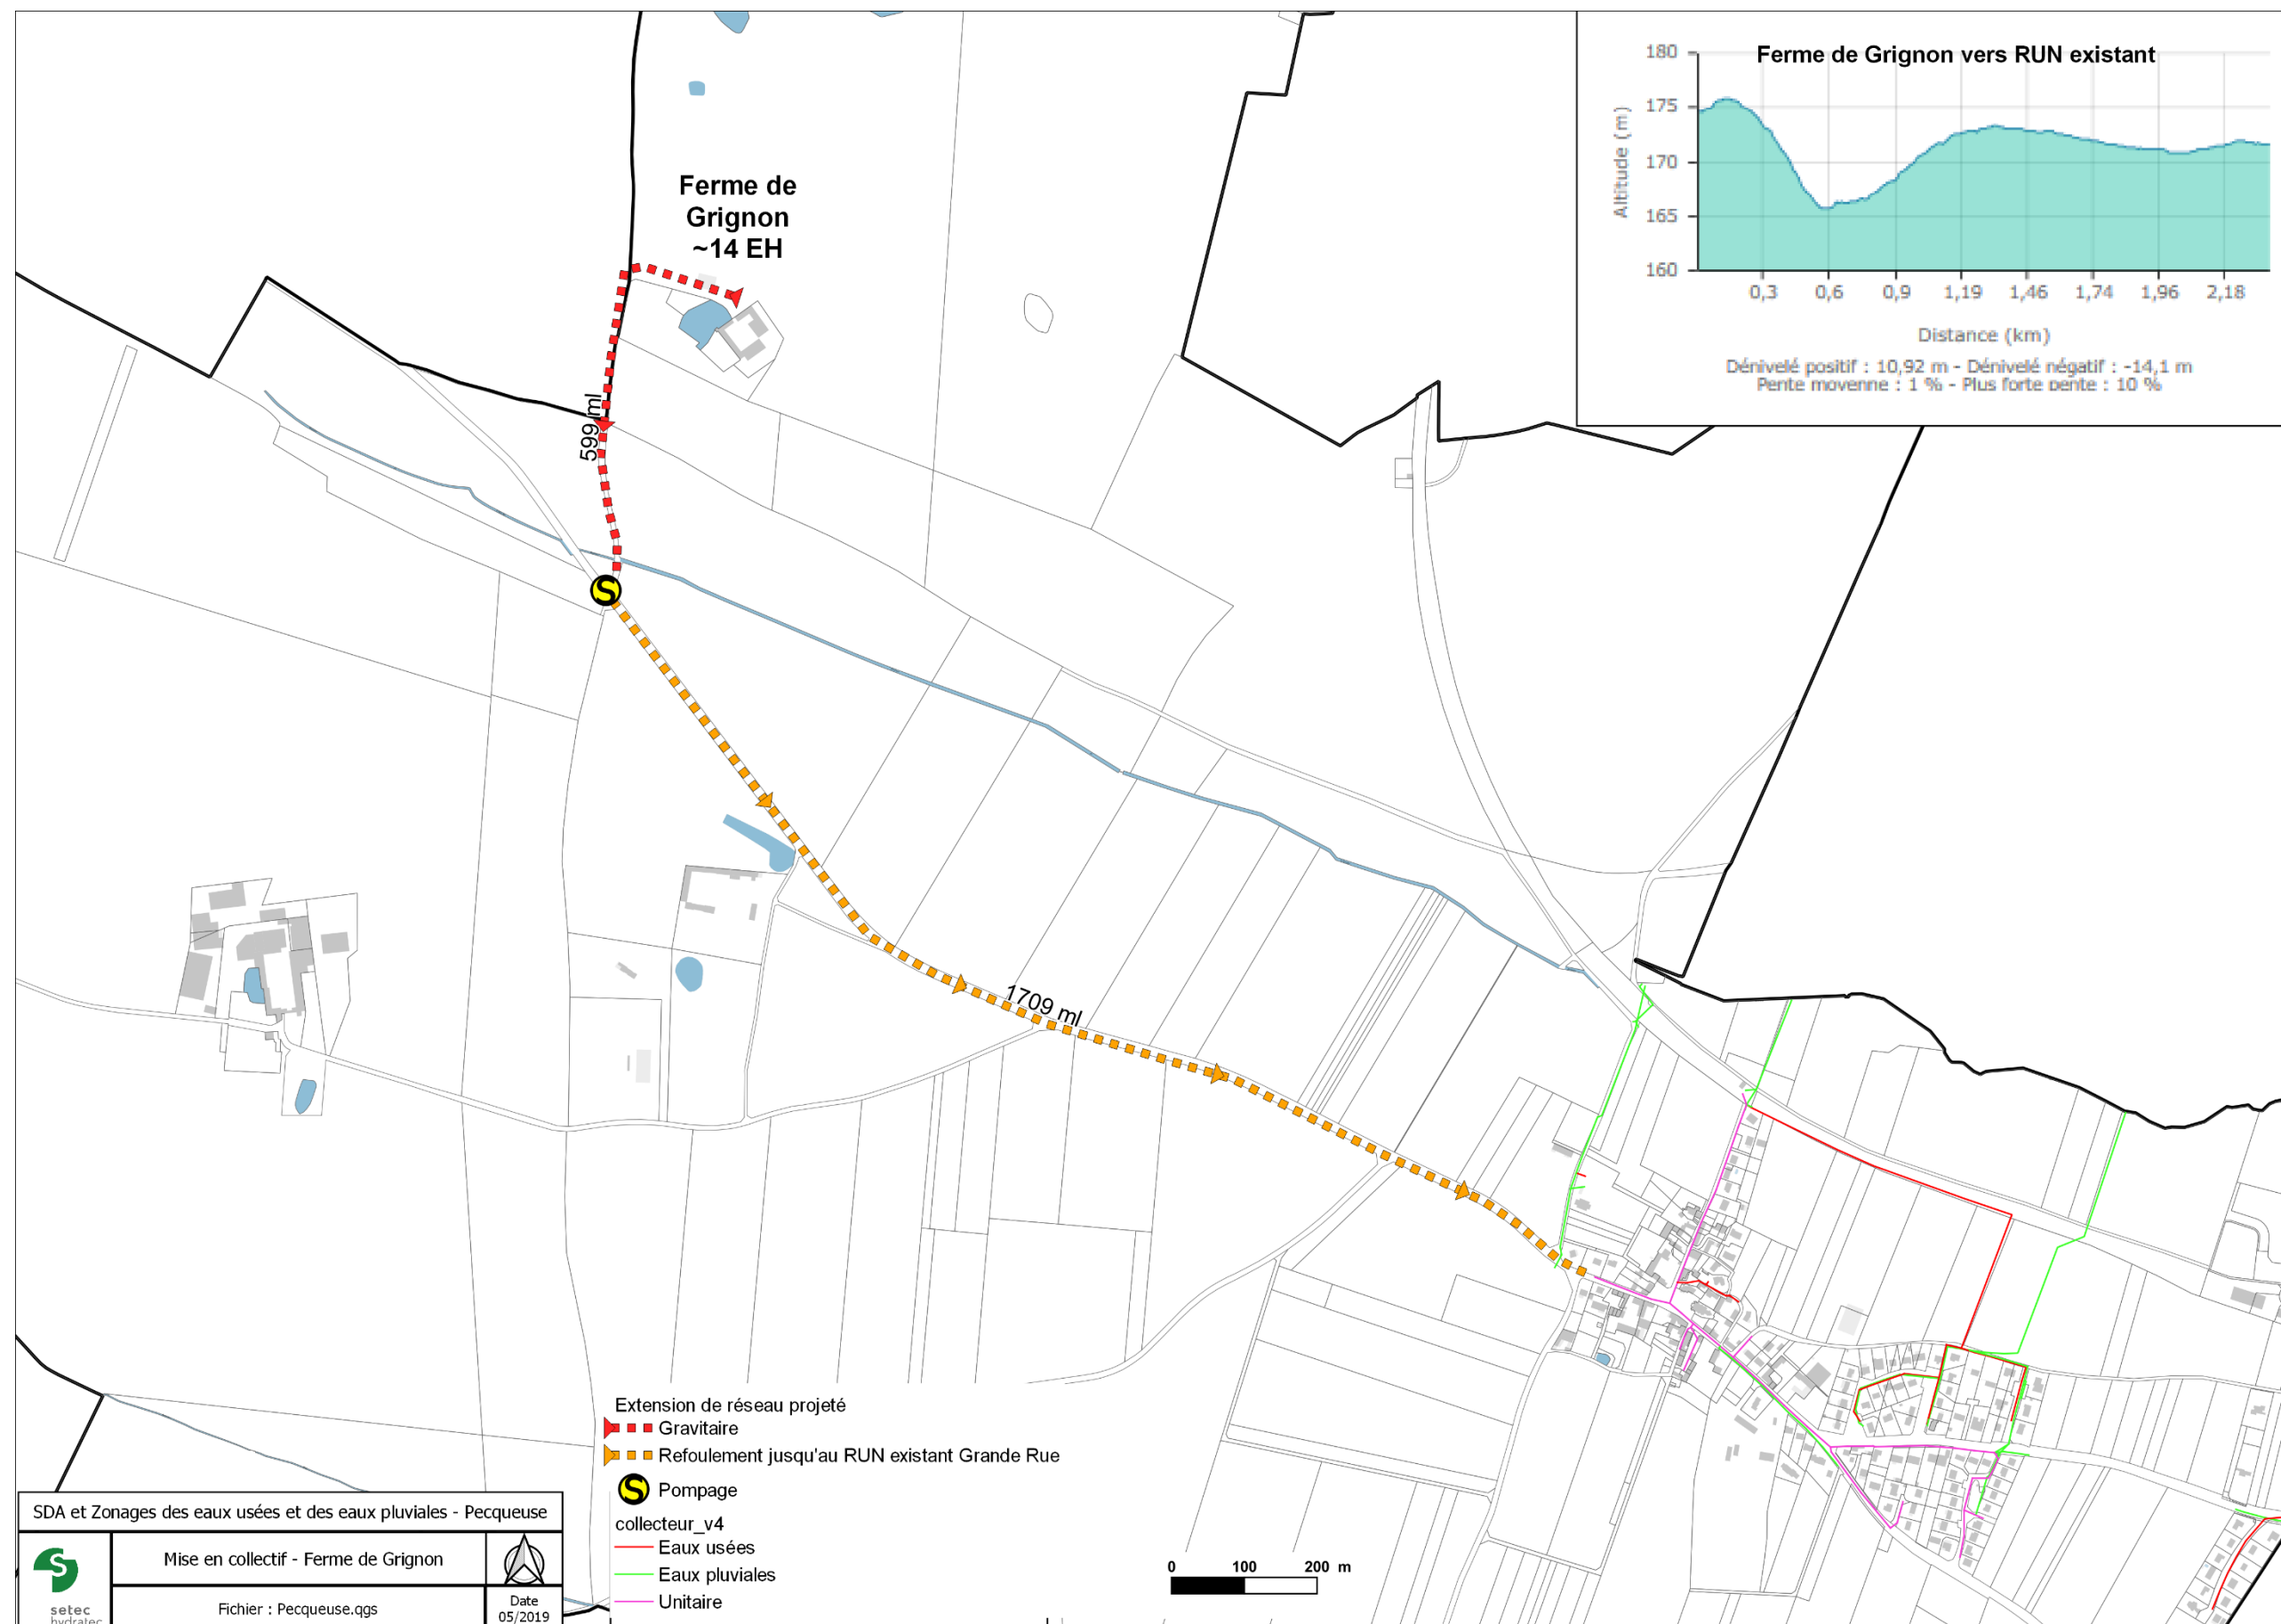 Ferme de Grignon vers RUN existant
180
175
170
165
160
Altitude (m)
0,3 0,6 0,9 1,19 1,46 1,74 1,96 2,18
Distance (km)
Dénivelé positif : 10,92 m - Dénivelé négatif : -14,1 m
Pente moyenne : 1 % - Plus forte pente : 10 %
Ferme de
Grignon
~14 EH
599 ml
S
1709 ml
Extension de réseau projeté
Gravitaire
Refoulement jusqu'au RUN existant Grande Rue
S Pompage
collecteur_v4
Eaux usées
Eaux pluviales
Unitaire
0 100 200 m
SDA et Zonages des eaux usées et des eaux pluviales - Pecqueuse
Mise en collectif - Ferme de Grignon
Fichier : Pecqueuse.qgs
Date
05/2019
setec
hydratec